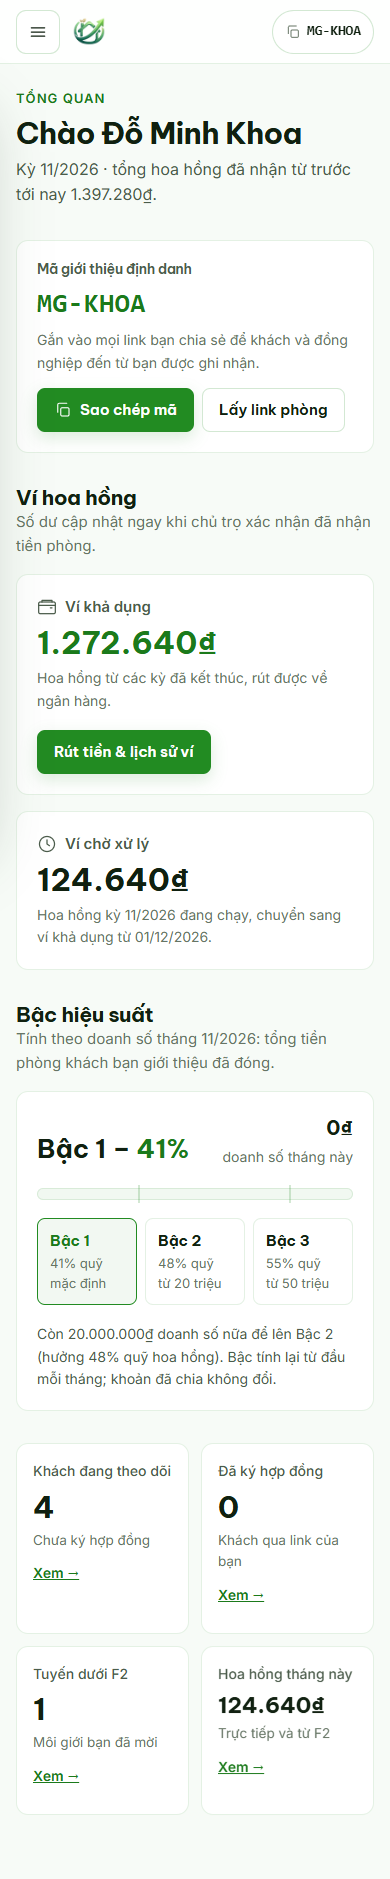 MG-KHOA
TỔNG QUAN
Chào Đỗ Minh Khoa
Kỳ 11/2026 · tổng hoa hồng đã nhận từ trước
tới nay 1.397.280₫.
Mã giới thiệu định danh
MG-KHOA
Gắn vào mọi link bạn chia sẻ để khách và đồng
nghiệp đến từ bạn được ghi nhận.
Sao chép mã
Lấy link phòng
Ví hoa hồng
Số dư cập nhật ngay khi chủ trọ xác nhận đã nhận
tiền phòng.
Ví khả dụng
1.272.640₫
Hoa hồng từ các kỳ đã kết thúc, rút được về
ngân hàng.
Rút tiền & lịch sử ví
Ví chờ xử lý
124.640₫
Hoa hồng kỳ 11/2026 đang chạy, chuyển sang
ví khả dụng từ 01/12/2026.
Bậc hiệu suất
Tính theo doanh số tháng 11/2026: tổng tiền
phòng khách bạn giới thiệu đã đóng.
Bậc 1 – 41%
0₫
doanh số tháng này
Bậc 1
41% quỹ
mặc định
Bậc 2
48% quỹ
từ 20 triệu
Bậc 3
55% quỹ
từ 50 triệu
Còn 20.000.000₫ doanh số nữa để lên Bậc 2
(hưởng 48% quỹ hoa hồng). Bậc tính lại từ đầu
mỗi tháng; khoản đã chia không đổi.
Khách đang theo dõi
4
Chưa ký hợp đồng
Xem →
Đã ký hợp đồng
0
Khách qua link của
bạn
Xem →
Tuyến dưới F2
1
Môi giới bạn đã mời
Xem →
Hoa hồng tháng này
124.640₫
Trực tiếp và từ F2
Xem →